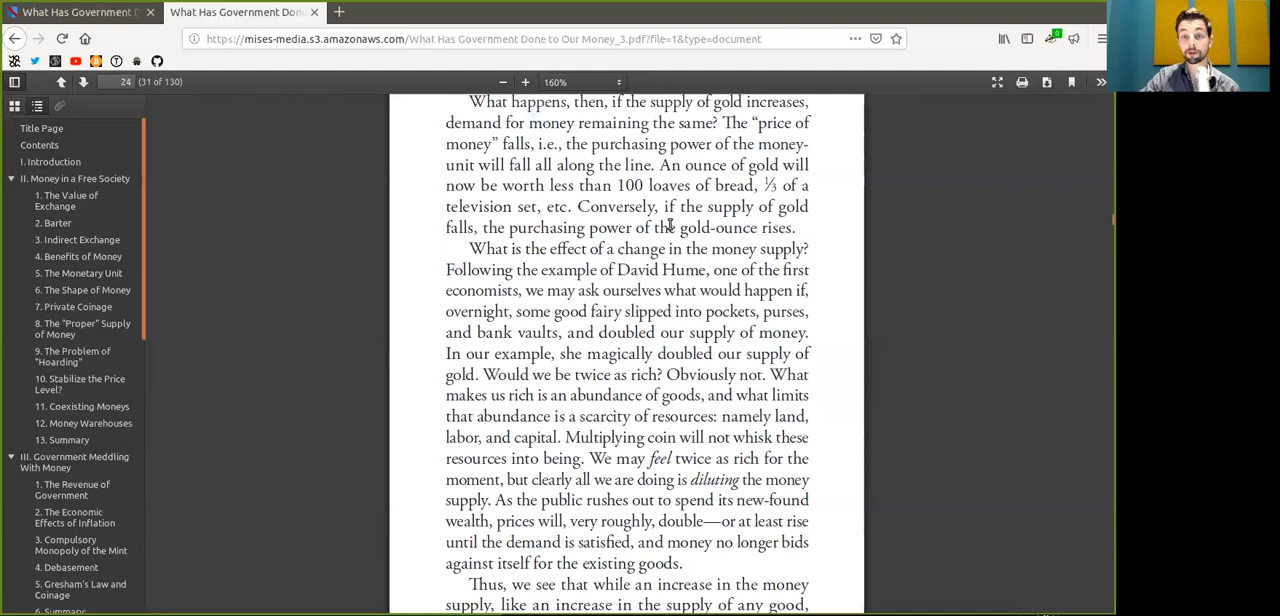 What Has Government D
What Has Government Done
https://mises-media.s3.amazonaws.com/What Has Government Done to Our Money_3.pdf?file=1&type=document
0
24 (31 of 130)
160%
Title Page
Contents
I. Introduction
II. Money in a Free Society
1. The Value of
Exchange
2. Barter
3. Indirect Exchange
4. Benefits of Money
5. The Monetary Unit
6. The Shape of Money
7. Private Coinage
8. The "Proper" Supply
of Money
9. The Problem of
"Hoarding"
10. Stabilize the Price
Level?
11. Coexisting Moneys
12. Money Warehouses
13. Summary
III. Government Meddling
With Money
1. The Revenue of
Government
2. The Economic
Effects of Inflation
3. Compulsory
Monopoly of the Mint
4. Debasement
5. Gresham's Law and
Coinage
6. Summary
What happens, then, if the supply of gold increases,
demand for money remaining the same? The “price of
money” falls, i.e., the purchasing power of the money-
unit will fall all along the line. An ounce of gold will
now be worth less than 100 loaves of bread, ⅓ of a
television set, etc. Conversely, if the supply of gold
falls, the purchasing power of the gold-ounce rises.
What is the effect of a change in the money supply?
Following the example of David Hume, one of the first
economists, we may ask ourselves what would happen if,
overnight, some good fairy slipped into pockets, purses,
and bank vaults, and doubled our supply of money.
In our example, she magically doubled our supply of
gold. Would we be twice as rich? Obviously not. What
makes us rich is an abundance of goods, and what limits
that abundance is a scarcity of resources: namely land,
labor, and capital. Multiplying coin will not whisk these
resources into being. We may feel twice as rich for the
moment, but clearly all we are doing is diluting the money
supply. As the public rushes out to spend its new-found
wealth, prices will, very roughly, double—or at least rise
until the demand is satisfied, and money no longer bids
against itself for the existing goods.
Thus, we see that while an increase in the money
supply, like an increase in the supply of any good,